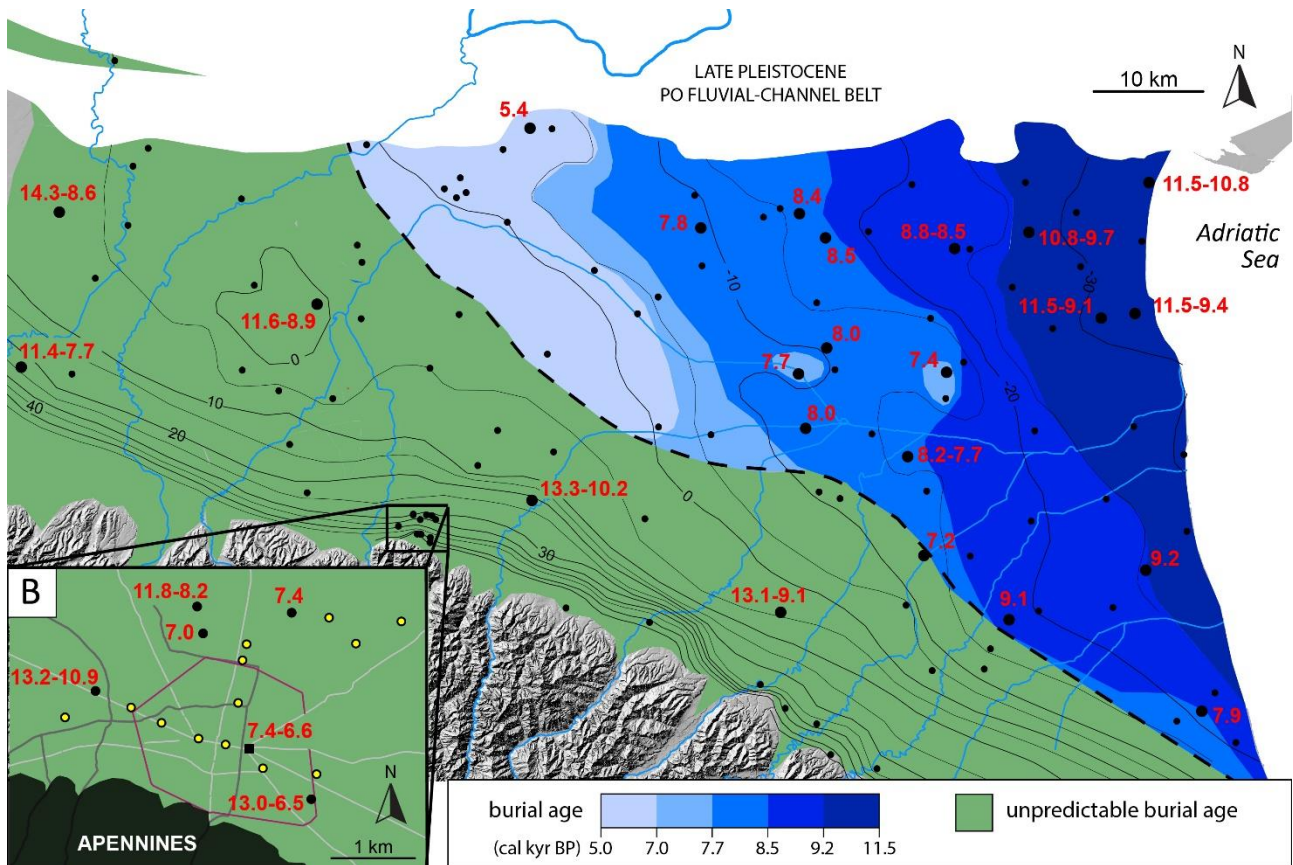 LATE PLEISTOCENE
PO FLUVIAL-CHANNEL BELT
N
10 km
5.4
14.3-8.6
11.5-10.8
8.4
7.8
8.8-8.5
10.8-9.7
Adriatic
Sea
8.5
-10
-30
11.6-8.9
11.5-9.1
11.5-9.4
0
8.0
11.4-7.7
7.7
7.4
-20
40
10
20
8.0
8.2-7.7
0
13.3-10.2
30
7.2
9.2
13.1-9.1
9.1
7.9
B
11.8-8.2
7.4
7.0
13.2-10.9
7.4-6.6
N
13.0-6.5
APENNINES
1 km
burial age
unpredictable burial age
(cal kyr BP) 5.0 7.0 7.7 8.5 9.2 11.5